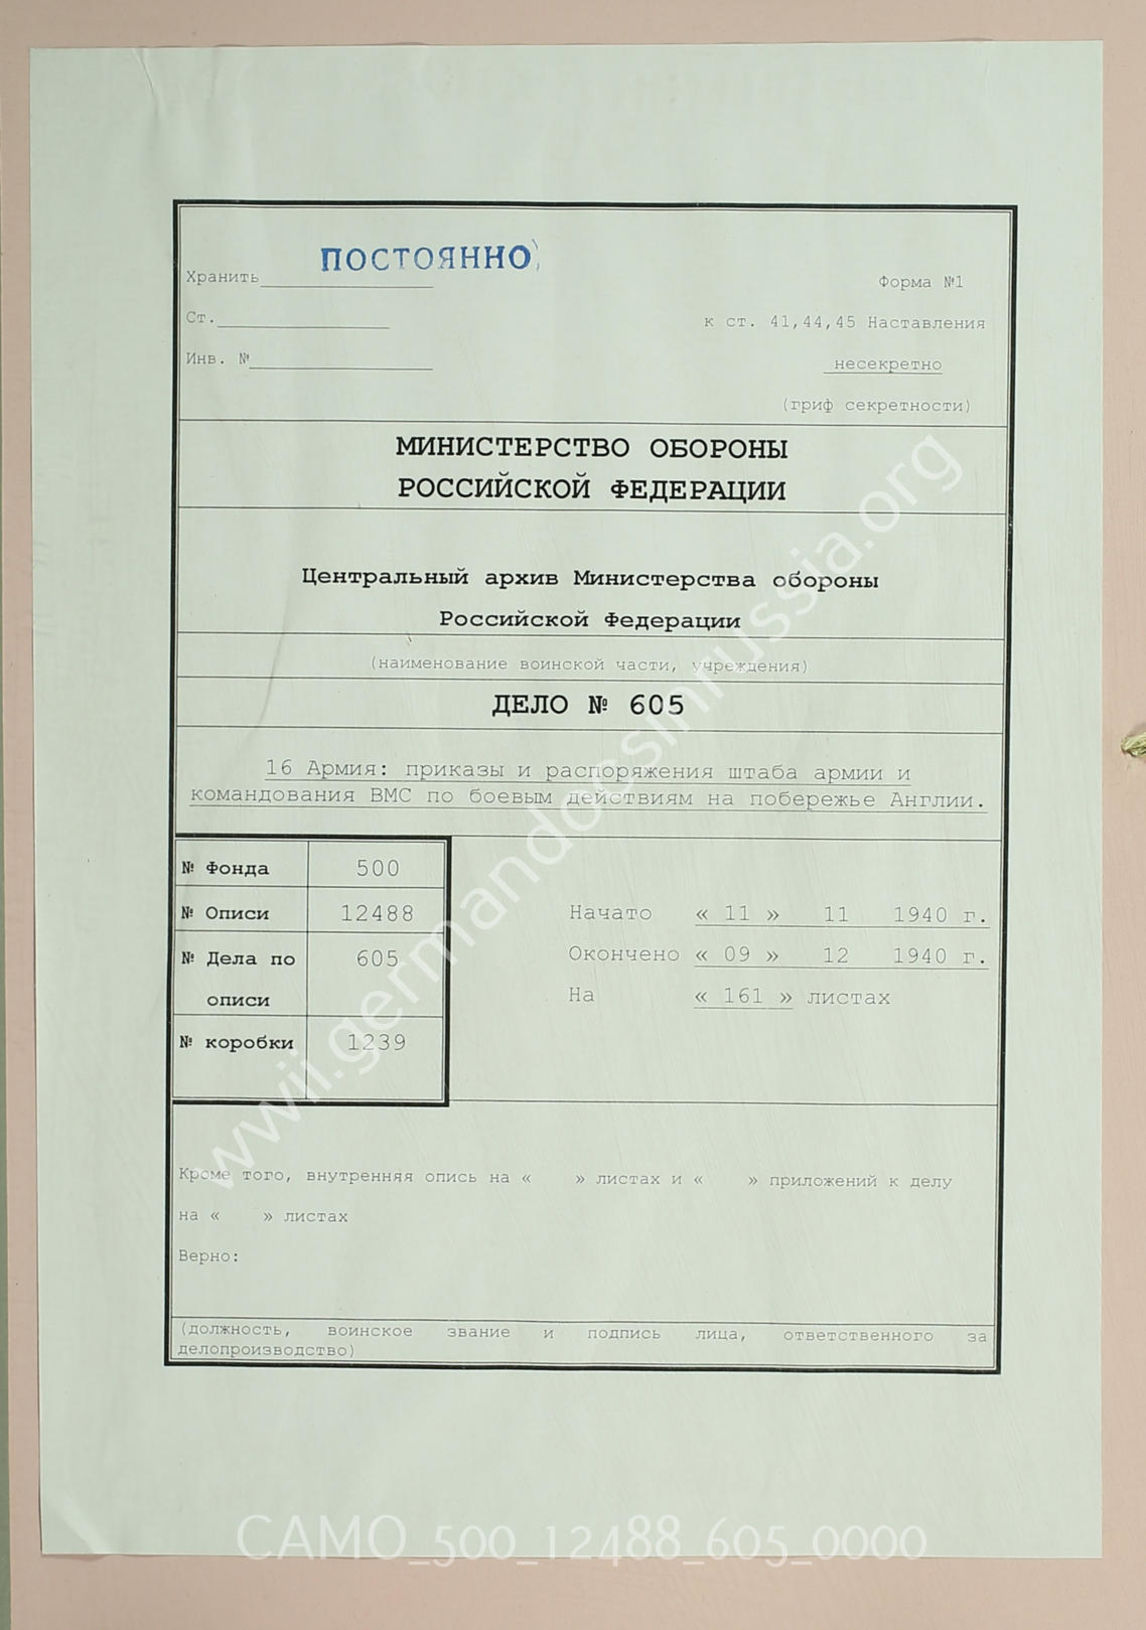 ПОСТОЯННО
Хранить
Форма №1
Ст.
к ст. 41,44,45 Наставления
Инв. №
несекретно
(гриф секретности)
МИНИСТЕРСТВО ОБОРОНЫ
РОССИЙСКОЙ ФЕДЕРАЦИИ
Центральный архив Министерства обороны
Российской Федерации
(наименование воинской части, учреждения)
ДЕЛО № 605
16 Армия: приказы и распоряжения штаба армии и
командования ВМС по боевым действиям на побережье Англии.
№ Фонда 500
№ Описи 12488
№ Дела по 605
описи
№ коробки 1239
Начато « 11 » 11 1940 г.
Окончено « 09 » 12 1940 г.
На « 161 » листах
Кроме того, внутренняя опись на « » листах и « » приложений к делу
на « » листах
Верно:
(должность, воинское звание и подпись лица, ответственного за
делопроизводство)
wwii.germandocsinrussia.org
CAMO_500_12488_605_0000